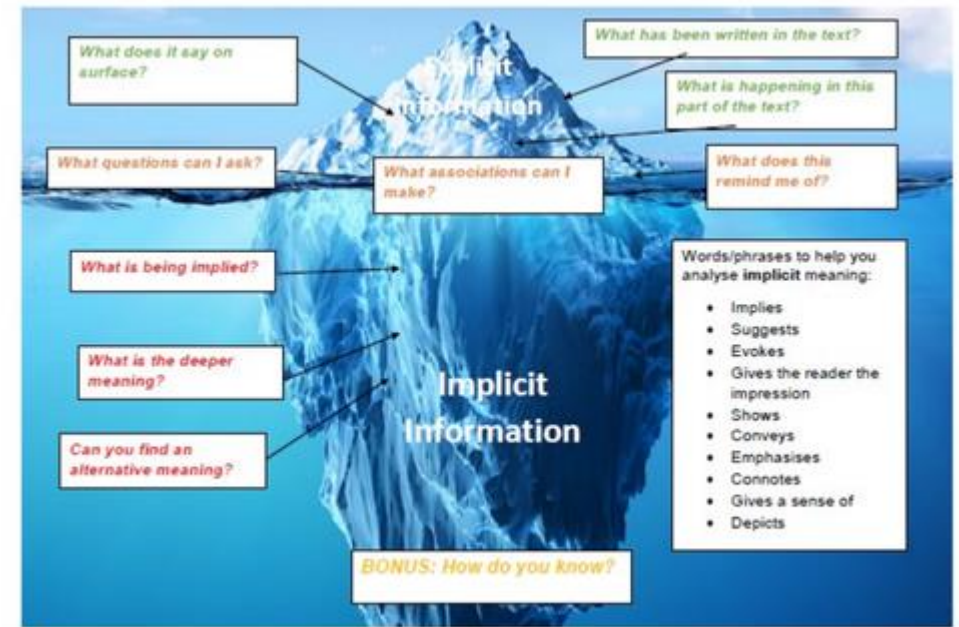 What does it say on
surface?
What has been written in the text?
Explicit
Information
What is happening in this
part of the text?
What questions can I ask?
What associations can I
make?
What does this
remind me of?
What is being implied?
What is the deeper
meaning?
Can you find an
alternative meaning?
Implicit
Information
Words/phrases to help you
analyse implicit meaning:
• Implies
• Suggests
• Evokes
• Gives the reader the
impression
• Shows
• Conveys
• Emphasises
• Connotes
• Gives a sense of
• Depicts
BONUS: How do you know?